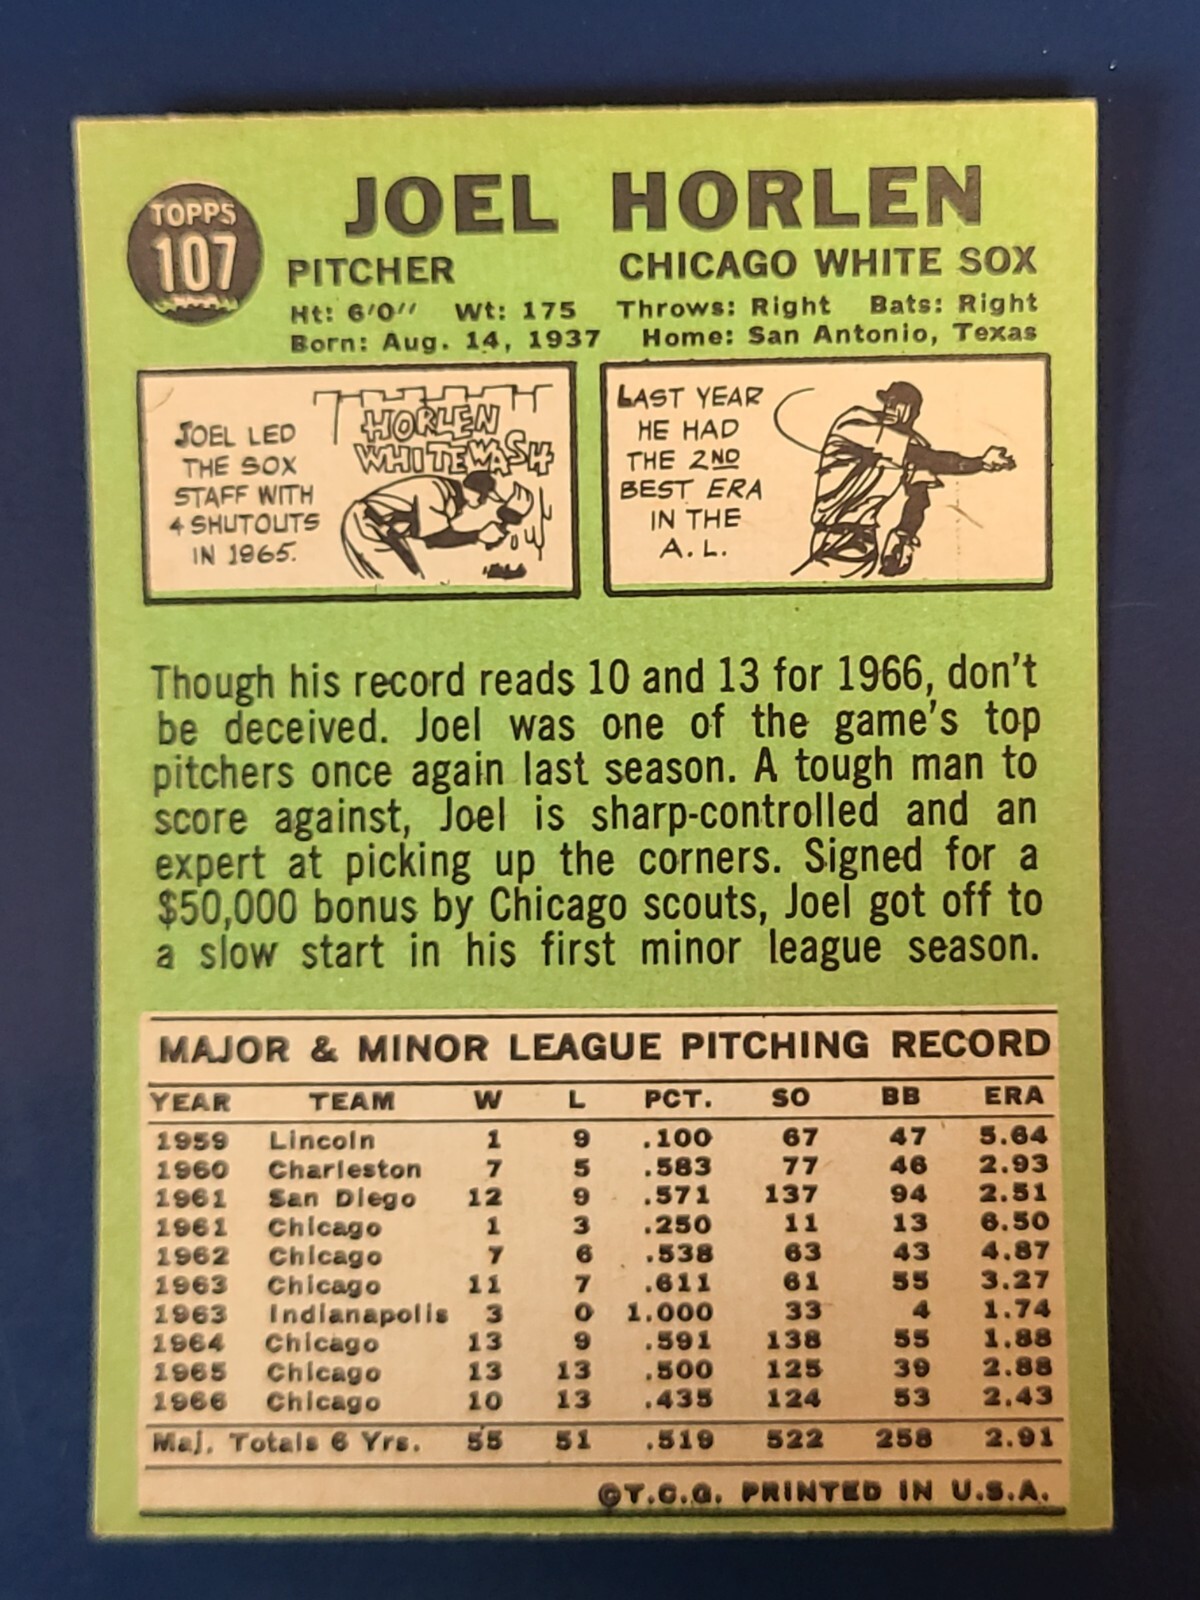 TOPPS
107
JOEL HORLEN
PITCHER CHICAGO WHITE SOX
Ht: 6'0" Wt: 175 Throws: Right Bats: Right
Born: Aug. 14, 1937 Home: San Antonio, Texas
JOEL LED
THE SOX
STAFF WITH
4 SHUTOUTS
IN 1965.
HORLEN
WHITEWASH
LAST YEAR
HE HAD
THE 2ND
BEST ERA
IN THE
A.L.
Though his record reads 10 and 13 for 1966, don't
be deceived. Joel was one of the game's top
pitchers once again last season. A tough man to
score against, Joel is sharp-controlled and an
expert at picking up the corners. Signed for a
$50,000 bonus by Chicago scouts, Joel got off to
a slow start in his first minor league season.
MAJOR & MINOR LEAGUE PITCHING RECORD
YEAR TEAM W L PCT. SO BB ERA
1959 Lincoln 1 9 .100 67 47 5.64
1960 Charleston 7 5 .583 77 46 2.93
1961 San Diego 12 9 .571 137 94 2.51
1961 Chicago 1 3 .250 11 13 6.50
1962 Chicago 7 6 .538 63 43 4.87
1963 Chicago 11 7 .611 61 55 3.27
1963 Indianapolis 3 0 1.000 33 4 1.74
1964 Chicago 13 9 .591 138 55 1.88
1965 Chicago 13 13 .500 125 39 2.88
1966 Chicago 10 13 .435 124 53 2.43
Maj. Totals 6 Yrs. 55 51 .519 522 258 2.91
©T.C.G. PRINTED IN U.S.A.